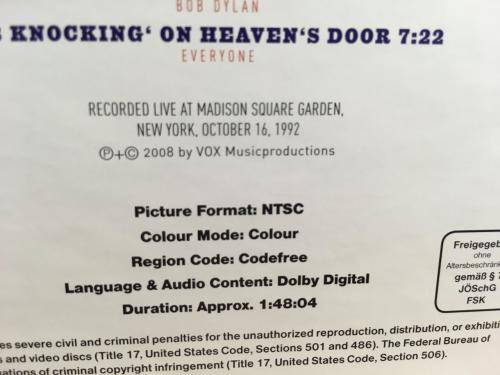 BOB DYLAN
KNOCKING‘ ON HEAVEN‘S DOOR 7:22
EVERYONE
RECORDED LIVE AT MADISON SQUARE GARDEN,
NEW YORK, OCTOBER 16, 1992
℗+© 2008 by VOX Musicproductions
Picture Format: NTSC
Colour Mode: Colour
Region Code: Codefree
Language & Audio Content: Dolby Digital
Duration: Approx. 1:48:04
Freigegeb
ohne
Altersbeschränk
gemäß § 
JÖSchG
FSK
es severe civil and criminal penalties for the unauthorized reproduction, distribution, or exhibiti
s and video discs (Title 17, United States Code, Sections 501 and 486). The Federal Bureau of
ations of criminal copyright infringement (Title 17, United States Code, Section 506).